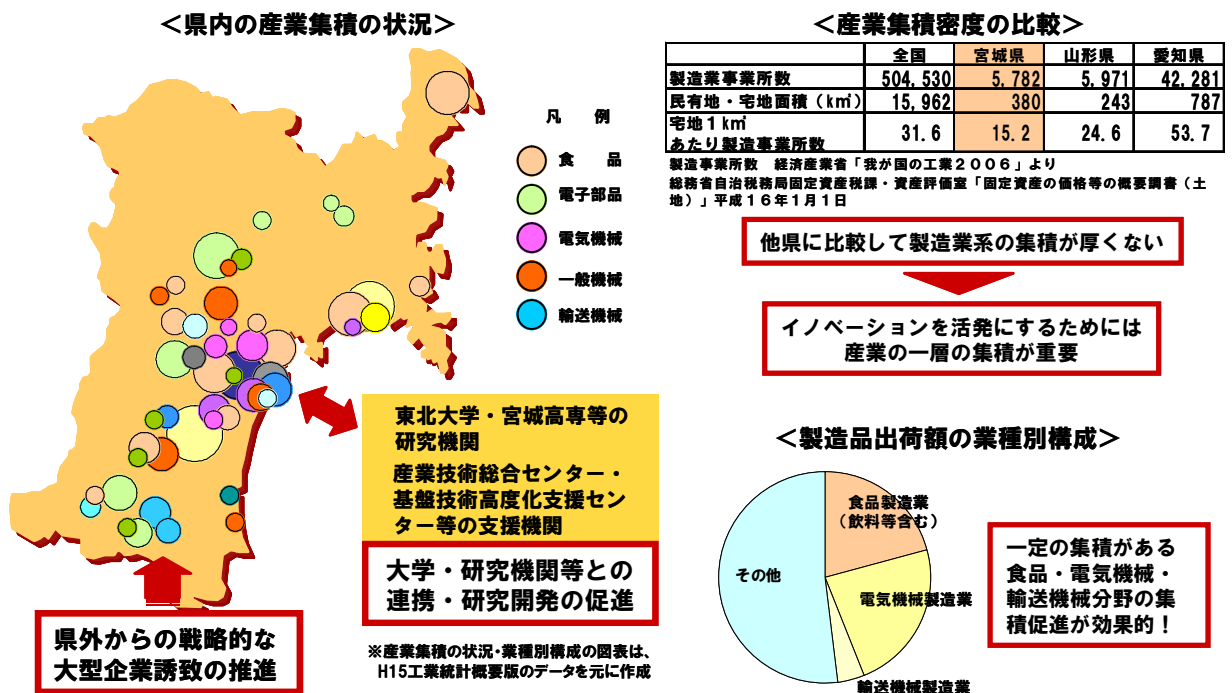 ＜県内の産業集積の状況＞
凡　例
食　品
電子部品
電気機械
一般機械
輸送機械
東北大学・宮城高専等の
研究機関
産業技術総合センター・
基盤技術高度化支援セン
ター等の支援機関
大学・研究機関等との
連携・研究開発の促進
県外からの戦略的な
大型企業誘致の推進
※産業集積の状況・業種別構成の図表は、
H15工業統計概要版のデータを元に作成
＜産業集積密度の比較＞
全国 宮城県 山形県 愛知県
製造業事業所数 504,530 5,782 5,971 42,281
民有地・宅地面積（k㎡） 15,962 380 243 787
宅地１k㎡
あたり製造事業所数 31.6 15.2 24.6 53.7
製造事業所数　経済産業省「我が国の工業２００６」より
総務省自治税務局固定資産税課・資産評価室「固定資産の価格等の概要調書（土
地）」平成１６年１月１日
他県に比較して製造業系の集積が厚くない
イノベーションを活発にするためには
産業の一層の集積が重要
＜製造品出荷額の業種別構成＞
食品製造業
（飲料等含む）
その他
電気機械製造業
輸送機械製造業
一定の集積がある
食品・電気機械・
輸送機械分野の集
積促進が効果的！